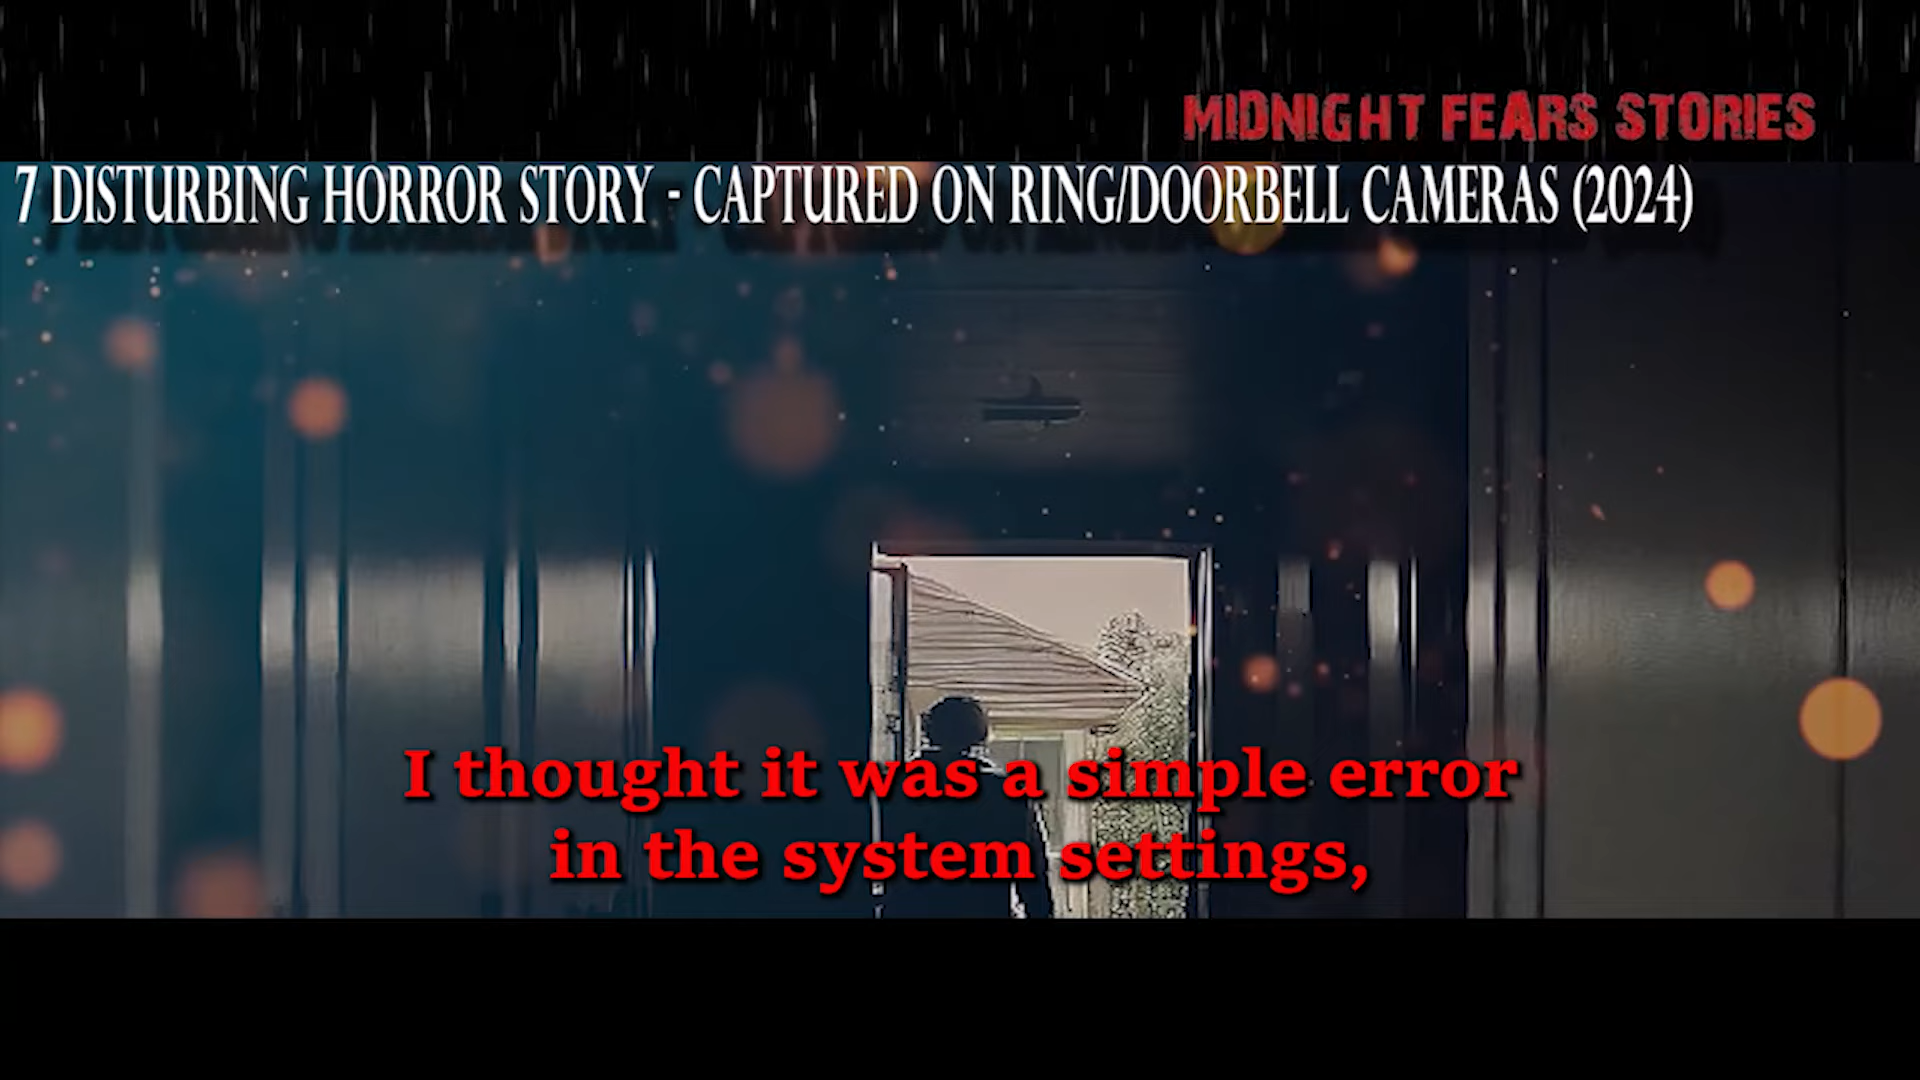 MIDNIGHT FEARS STORIES
7 DISTURBING HORROR STORY - CAPTURED ON RING/DOORBELL CAMERAS (2024)
I thought it was a simple error
in the system settings,